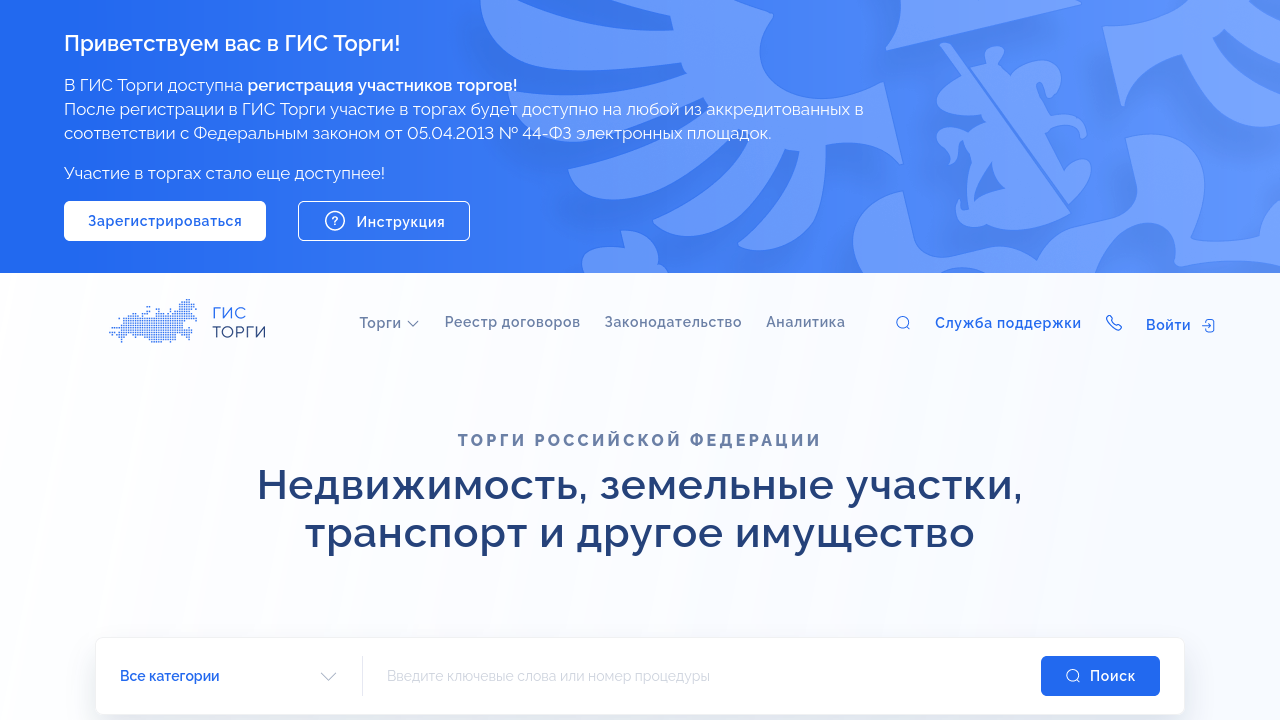 Приветствуем вас в ГИС Торги!
В ГИС Торги доступна регистрация участников торгов!
После регистрации в ГИС Торги участие в торгах будет доступно на любой из аккредитованных в
соответствии с Федеральным законом от 05.04.2013 № 44-ФЗ электронных площадок.
Участие в торгах стало еще доступнее!
Зарегистрироваться
Инструкция
ГИС
ТОРГИ
Торги
Реестр договоров
Законодательство
Аналитика
Служба поддержки
Войти
ТОРГИ РОССИЙСКОЙ ФЕДЕРАЦИИ
Недвижимость, земельные участки,
транспорт и другое имущество
Все категории
Введите ключевые слова или номер процедуры
Поиск